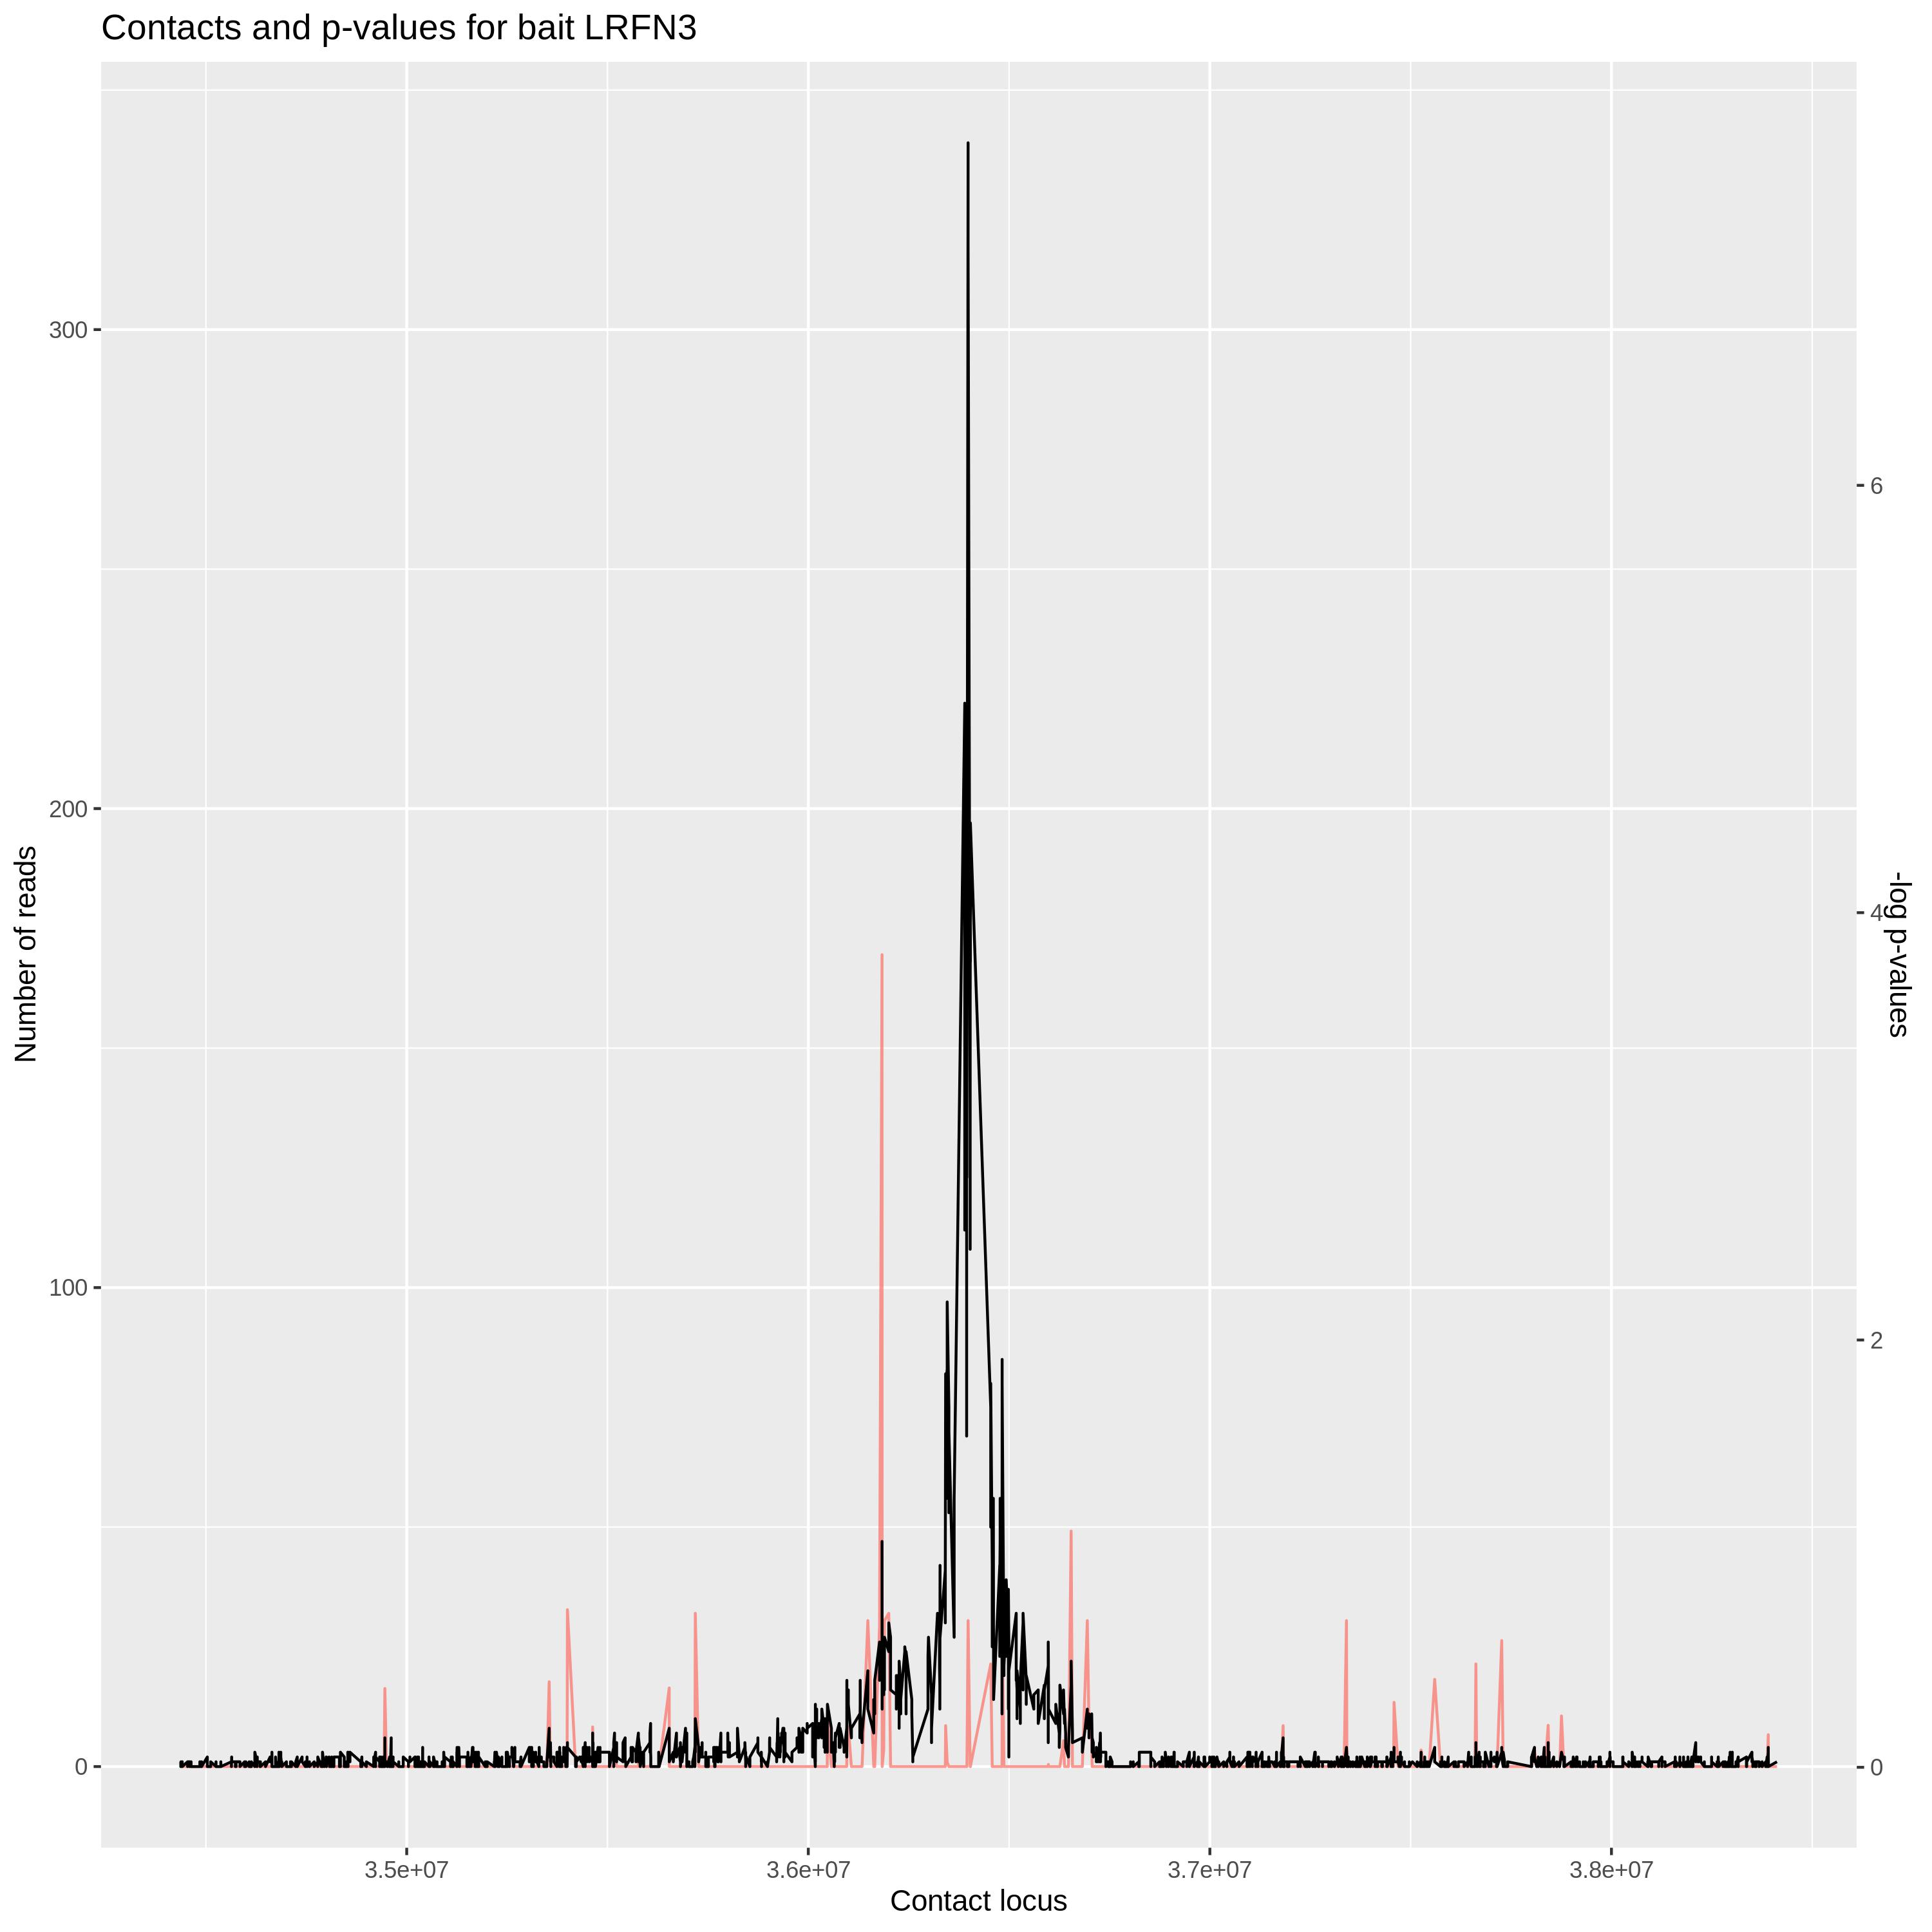 Contacts and p-values for bait LRFN3
Number of reads
300
200
100
0
6
4
2
0
-log p-values
3.5e+07
3.6e+07
3.7e+07
3.8e+07
Contact locus